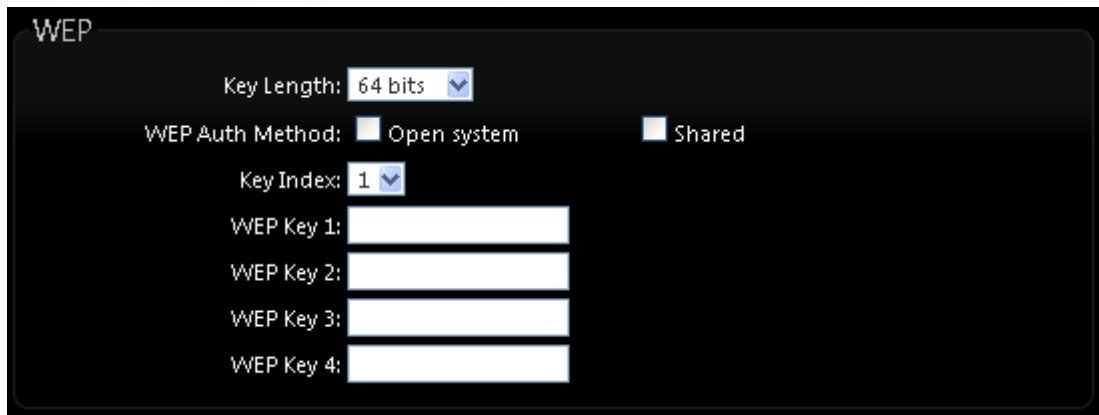 WEP
Key Length: 64 bits
WEP Auth Method: Open system Shared
Key Index: 1
WEP Key 1:
WEP Key 2:
WEP Key 3:
WEP Key 4: